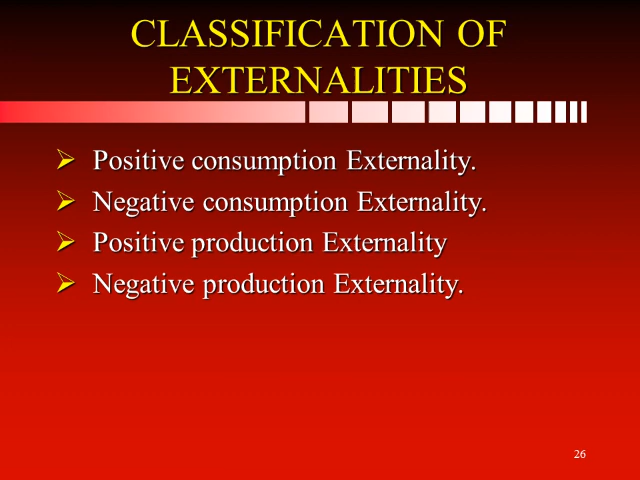 CLASSIFICATION OF
EXTERNALITIES
Positive consumption Externality.
Negative consumption Externality.
Positive production Externality
Negative production Externality.
26